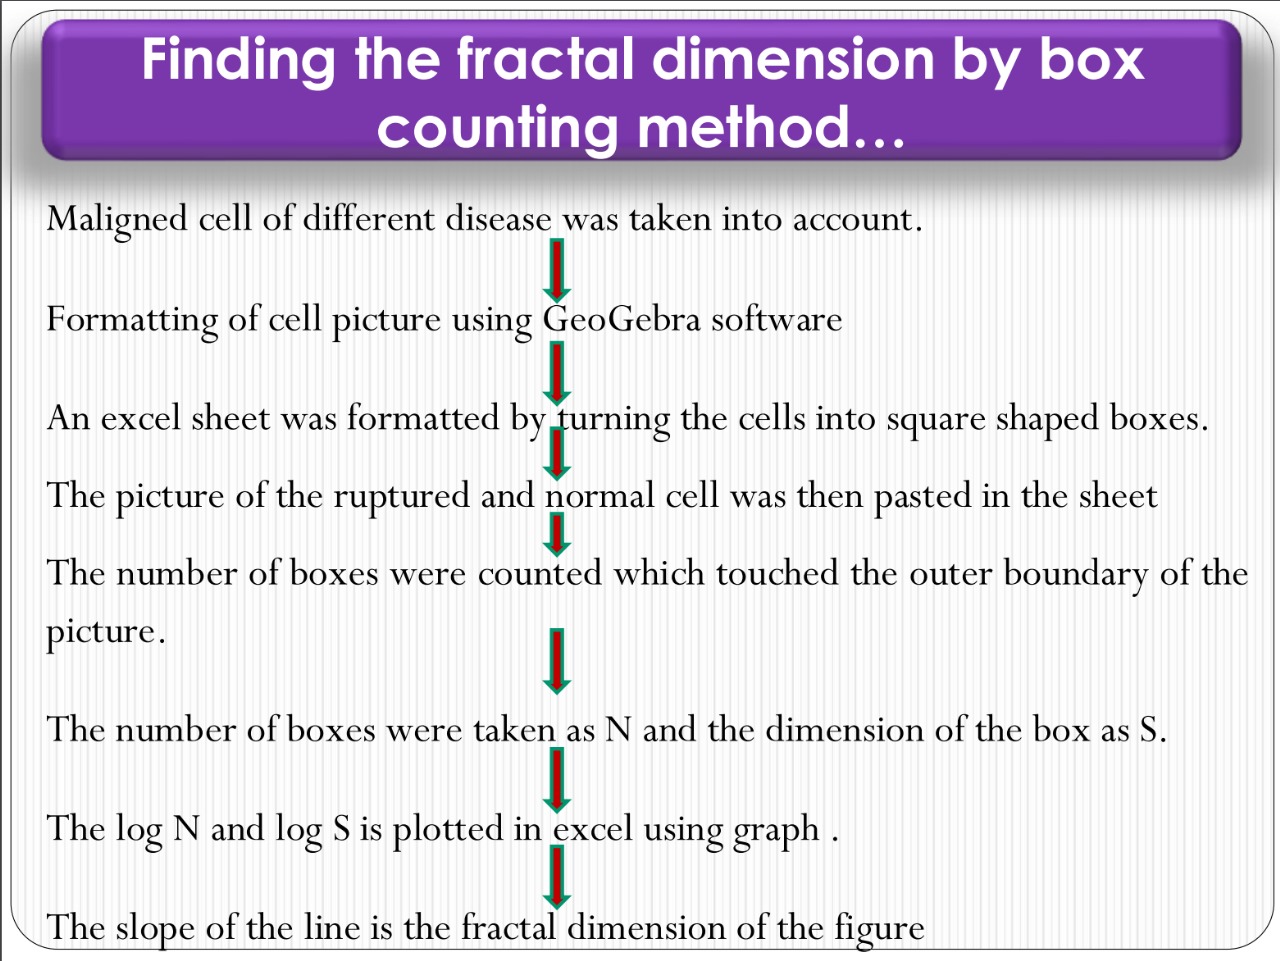 Finding the fractal dimension by box
counting method...
Maligned cell of different disease was taken into account.
Formatting of cell picture using GeoGebra software
An excel sheet was formatted by turning the cells into square shaped boxes.
The picture of the ruptured and normal cell was then pasted in the sheet
The number of boxes were counted which touched the outer boundary of the
picture.
The number of boxes were taken as N and the dimension of the box as S.
The log N and log S is plotted in excel using graph .
The slope of the line is the fractal dimension of the figure